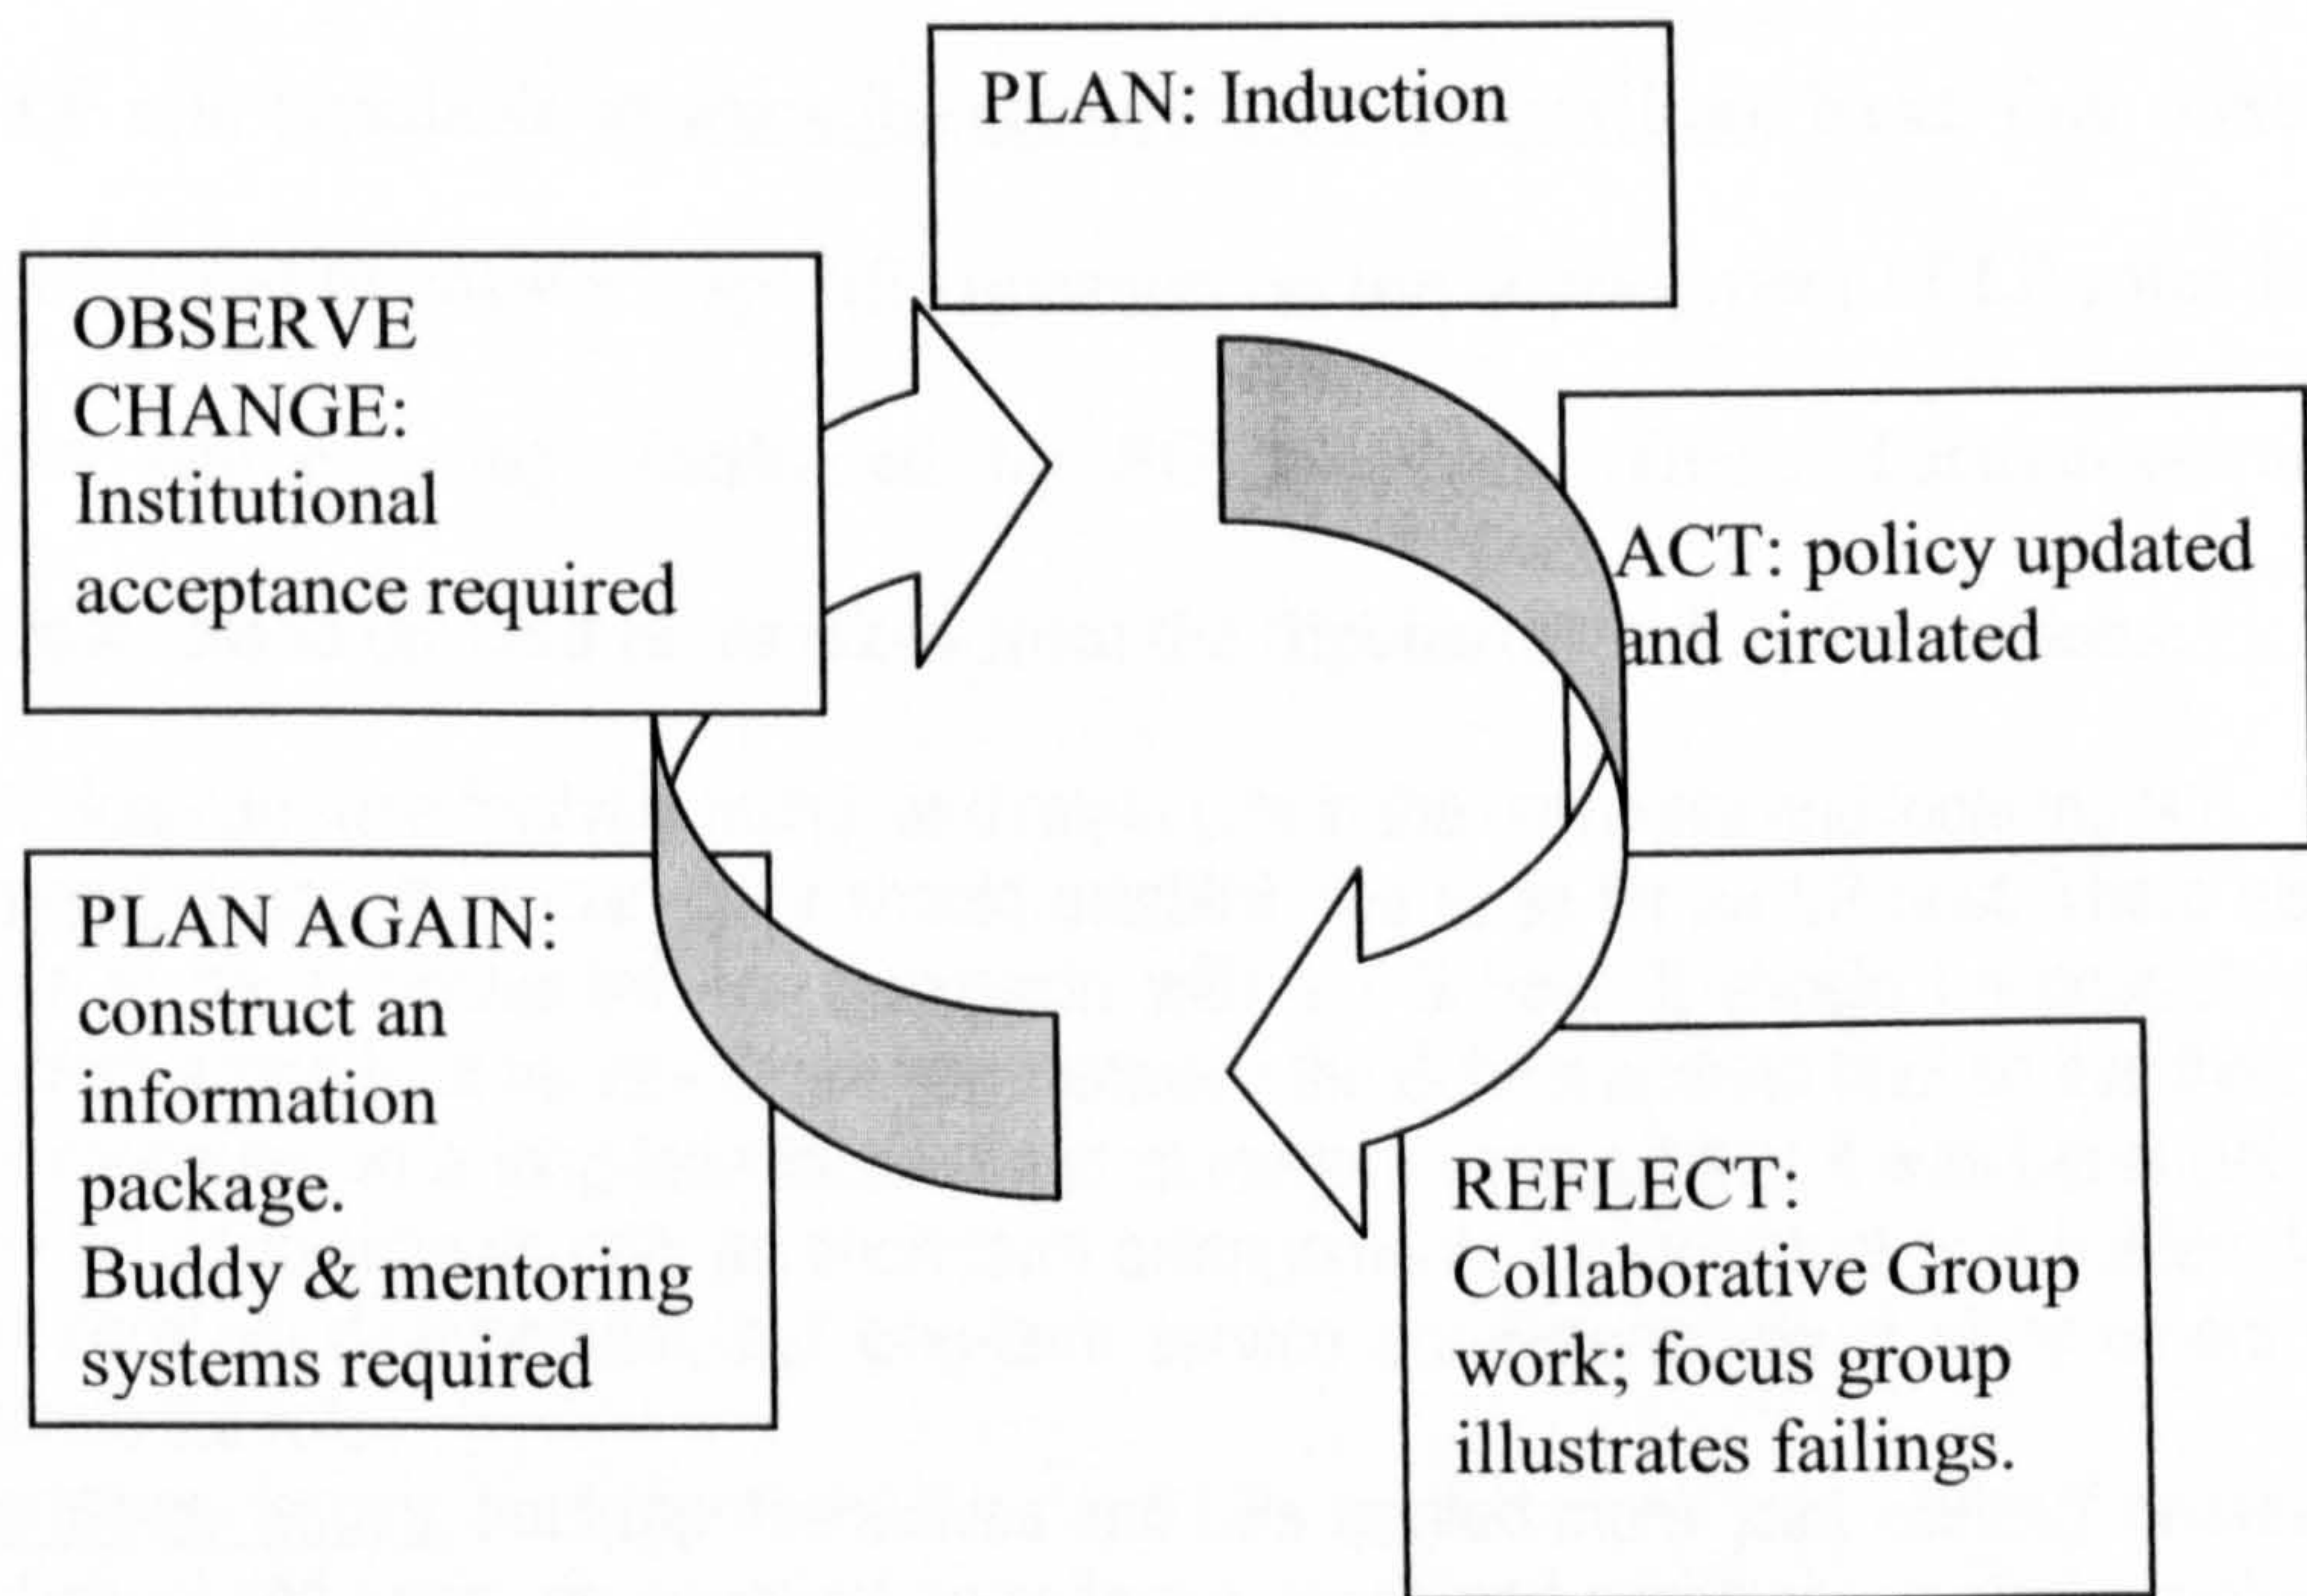 PLAN: Induction
OBSERVE
CHANGE:
Institutional
acceptance required
ACT: policy updated
and circulated
PLAN AGAIN:
construct an
information
package.
Buddy & mentoring
systems required
REFLECT:
Collaborative Group
work; focus group
illustrates failings.